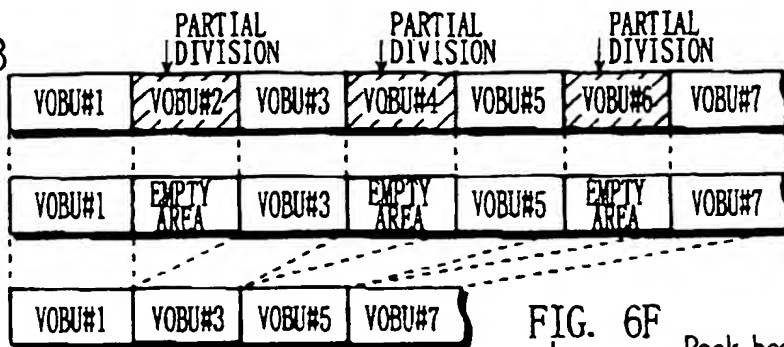 PARTIAL DIVISION PARTIAL DIVISION PARTIAL DIVISION
VOBU#1 VOBU#2 VOBU#3 VOBU#4 VOBU#5 VOBU#6 VOBU#7
VOBU#1 EMPTY AREA VOBU#3 EMPTY AREA VOBU#5 EMPTY AREA VOBU#7
VOBU#1 VOBU#3 VOBU#5 VOBU#7
FIG. 6F